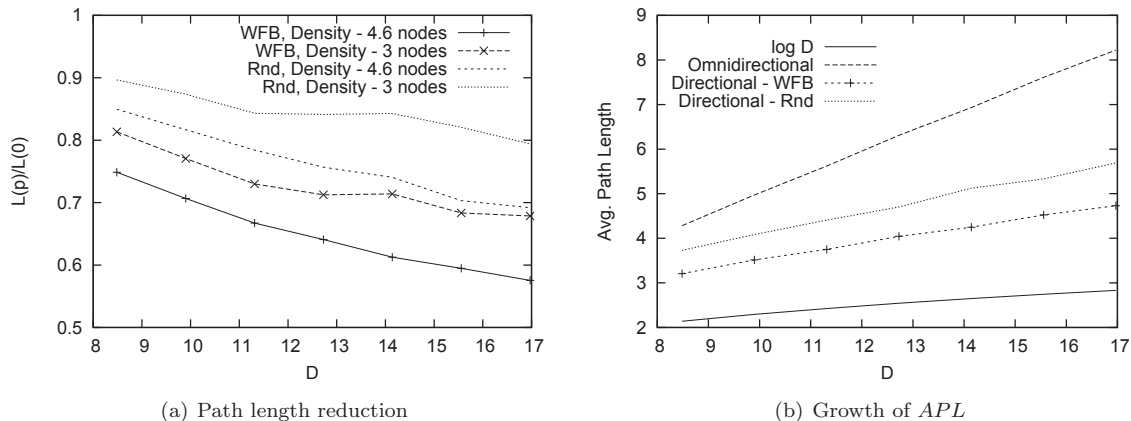 1
0.9
0.8
0.7
0.6
0.5
L(p)/L(0)
WFB, Density - 4.6 nodes
WFB, Density - 3 nodes
Rnd, Density - 4.6 nodes
Rnd, Density - 3 nodes
8 9 10 11 12 13 14 15 16 17
D
(a) Path length reduction
9
8
7
6
5
4
3
2
Avg. Path Length
log D
Omnidirectional
Directional - WFB
Directional - Rnd
8 9 10 11 12 13 14 15 16 17
D
(b) Growth of APL